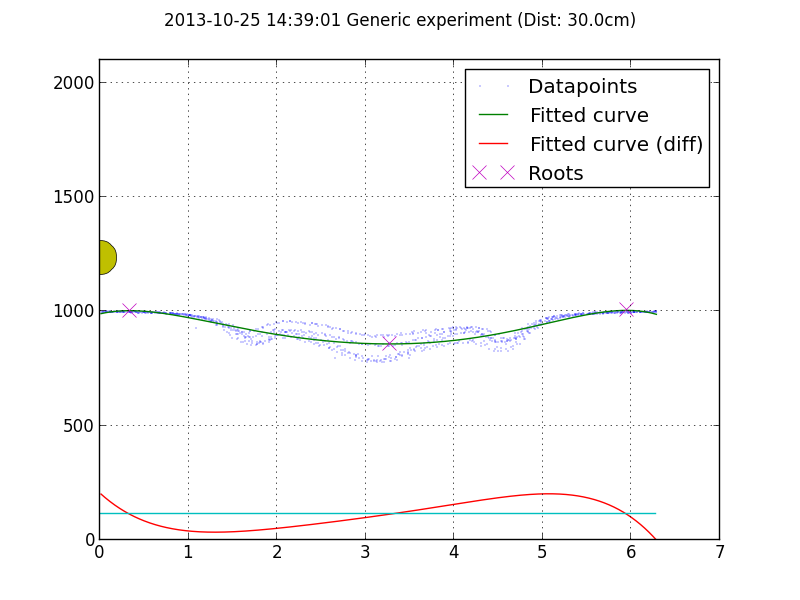 2013-10-25 14:39:01 Generic experiment (Dist: 30.0cm)
2000
1500
1000
500
0
Datapoints
Fitted curve
Fitted curve (diff)
Roots
0 1 2 3 4 5 6 7